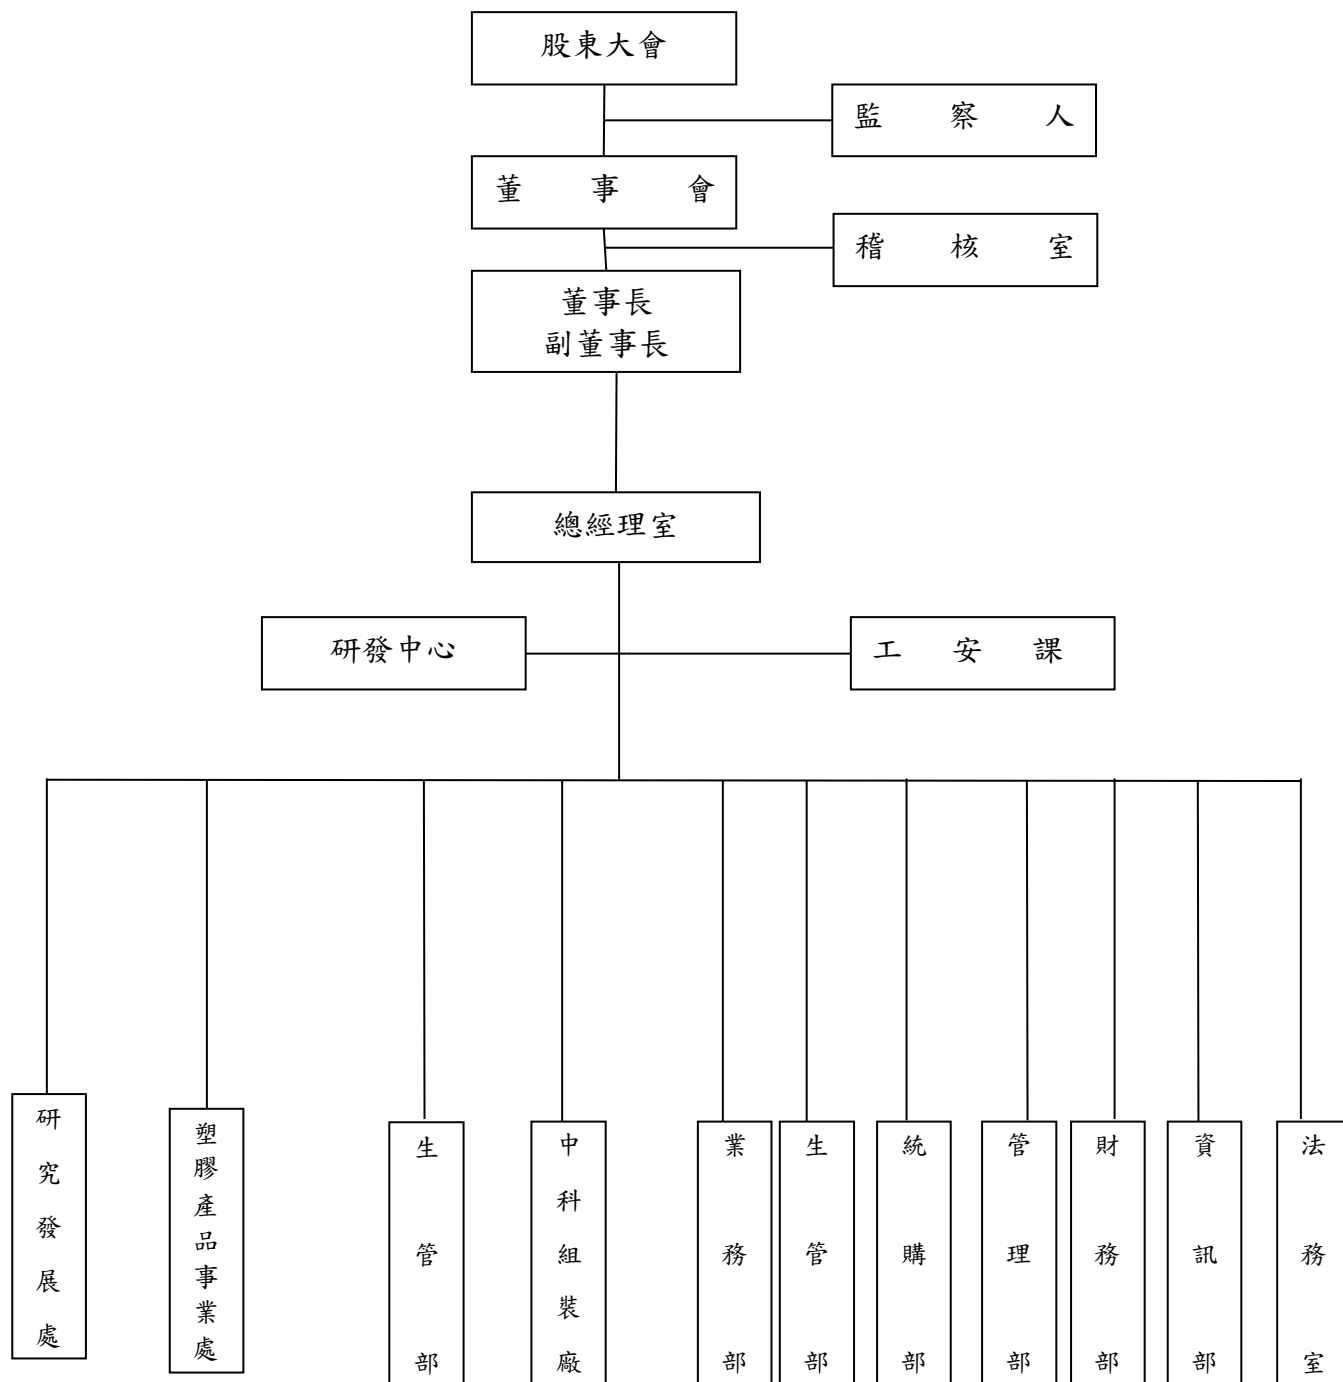 股東大會
監察人
董事會
稽核室
董事長
副董事長
總經理室
研發中心
工安課
研究發展處
塑膠產品事業處
生管部
中科組裝廠
業務部
生管部
統購部
管理部
財務部
資訊部
法務室